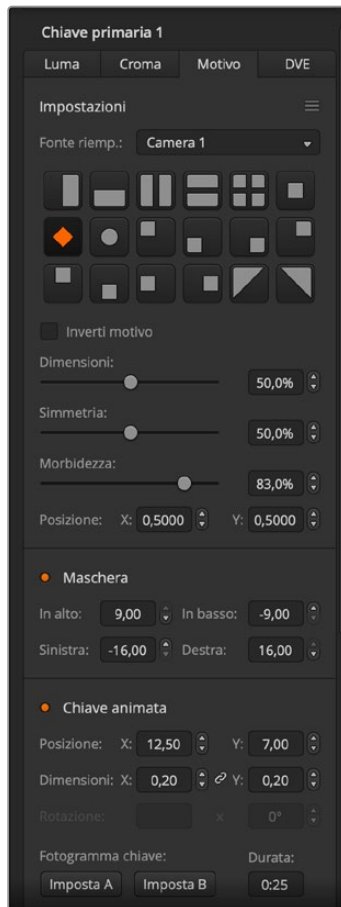 Chiave primaria 1
Luma Croma Motivo DVE
Impostazioni
Fonte riemp.: Camera 1
Inverti motivo
Dimensioni:
50,0%
Simmetria:
50,0%
Morbidezza:
83,0%
Posizione: X: 0,5000 Y: 0,5000
Maschera
In alto: 9,00 In basso: -9,00
Sinistra: -16,00 Destra: 16,00
Chiave animata
Posizione: X: 12,50 Y: 7,00
Dimensioni: X: 0,20 Y: 0,20
Rotazione: x 0°
Fotogramma chiave: Durata:
Imposta A Imposta B 0:25